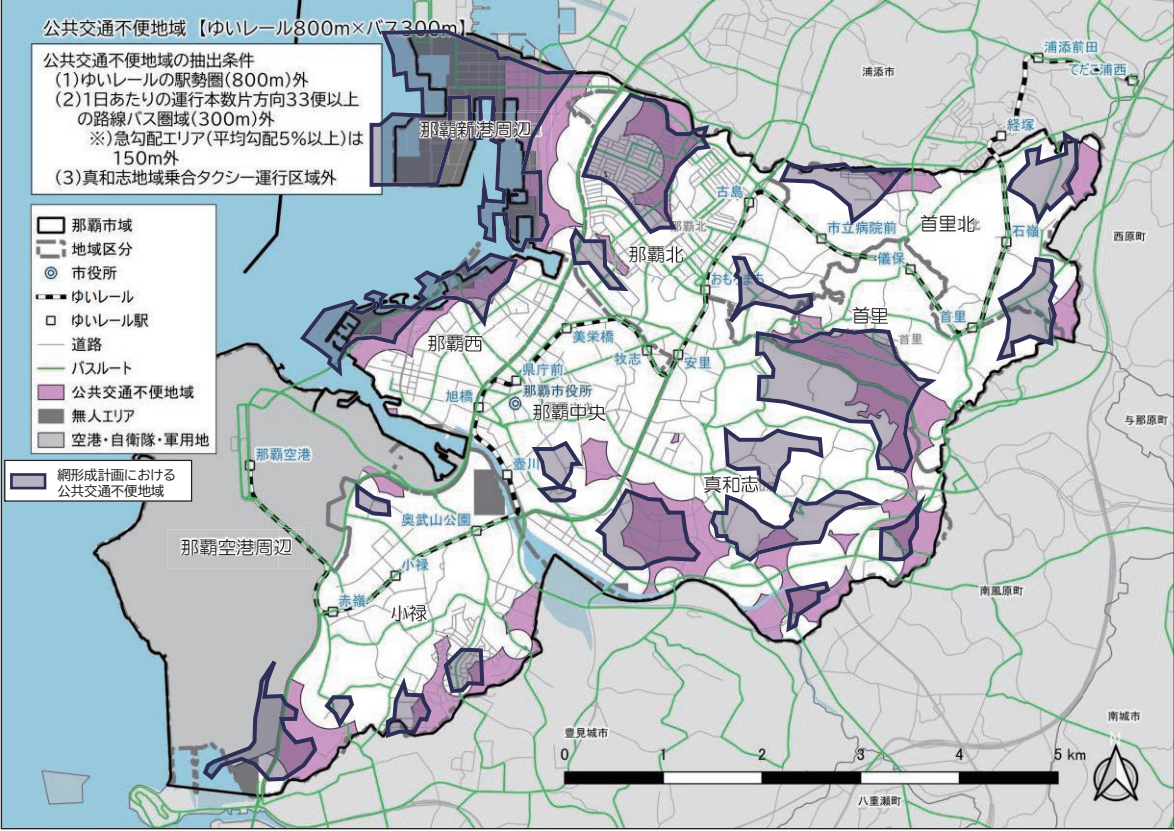 公共交通不便地域【ゆいレール800m×バス300m】
公共交通不便地域の抽出条件
(1)ゆいレールの駅勢圏(800m)外
(2)1日あたりの運行本数片方向33便以上
の路線バス圏域(300m)外
※)急勾配エリア(平均勾配5%以上)は
150m外
(3)真和志地域乗合タクシー運行区域外
那覇市域
地域区分
市役所
ゆいレール
ゆいレール駅
道路
バスルート
公共交通不便地域
無人エリア
空港・自衛隊・軍用地
網形成計画における
公共交通不便地域
浦添前田
てだこ浦西
浦添市
経塚
那覇新港周辺
古島
首里北
那覇北
市立病院前
石嶺
西原町
那覇北
儀保
おもろまち
首里
首里
首里
美栄橋
那覇西
牧志
安里
県庁前
那覇市役所
旭橋
那覇中央
与那原町
那覇空港
壺川
真和志
奥武山公園
那覇空港周辺
小禄
赤嶺
小禄
南風原町
豊見城市
南城市
八重瀬町
N
0 1 2 3 4 5 km